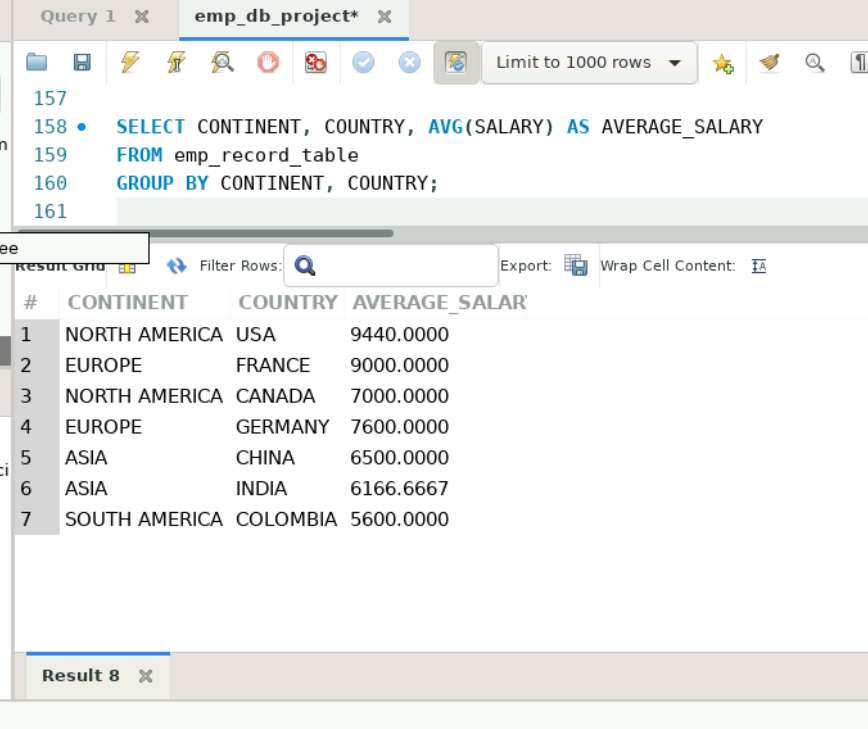 Query 1
emp_db_project*
Limit to 1000 rows
157
158 SELECT CONTINENT, COUNTRY, AVG(SALARY) AS AVERAGE_SALARY
159 FROM emp_record_table
160 GROUP BY CONTINENT, COUNTRY;
161
ee
Result Grid Filter Rows: Export: Wrap Cell Content:
# CONTINENT COUNTRY AVERAGE_SALAR
1 NORTH AMERICA USA 9440.0000
2 EUROPE FRANCE 9000.0000
3 NORTH AMERICA CANADA 7000.0000
4 EUROPE GERMANY 7600.0000
5 ASIA CHINA 6500.0000
6 ASIA INDIA 6166.6667
7 SOUTH AMERICA COLOMBIA 5600.0000
Result 8